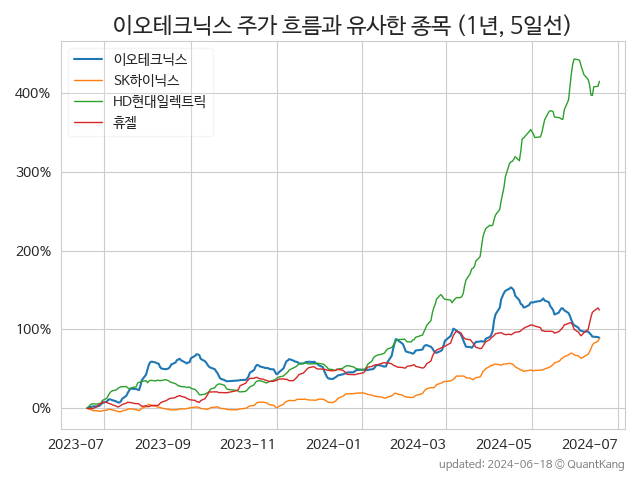 이오테크닉스 주가 흐름과 유사한 종목 (1년, 5일선)
이오테크닉스
SK하이닉스
HD현대일렉트릭
휴젤
400%
300%
200%
100%
0%
2023-07 2023-09 2023-11 2024-01 2024-03 2024-05 2024-07
updated: 2024-06-18 © QuantKang